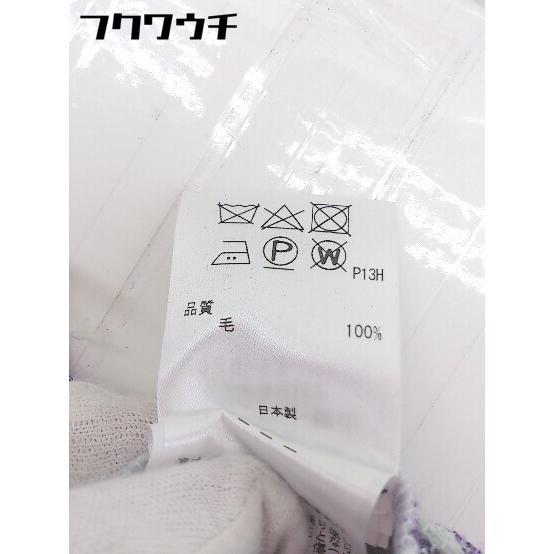 フクワウチ
P
W
P13H
品質
毛 100%
日本製